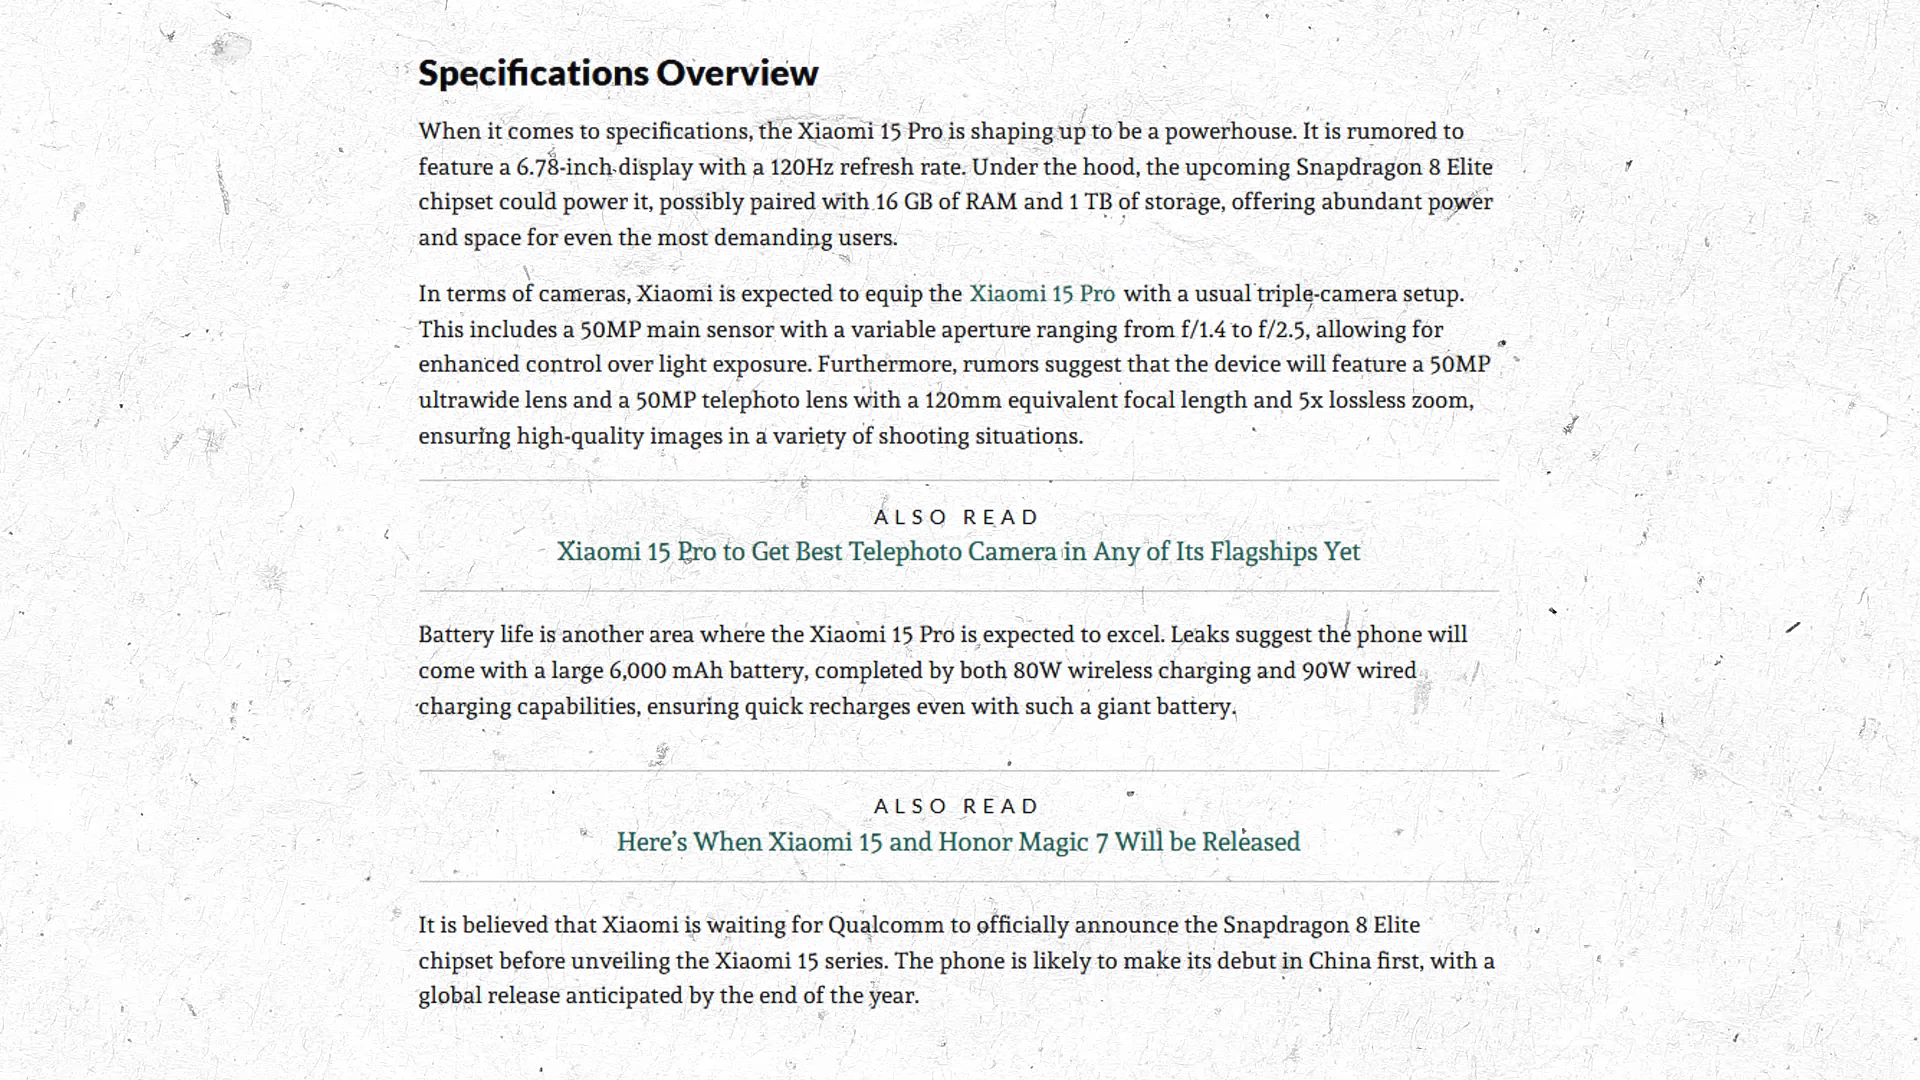 Specifications Overview
When it comes to specifications, the Xiaomi 15 Pro is shaping up to be a powerhouse. It is rumored to
feature a 6.78-inch display with a 120Hz refresh rate. Under the hood, the upcoming Snapdragon 8 Elite
chipset could power it, possibly paired with 16 GB of RAM and 1 TB of storage, offering abundant power
and space for even the most demanding users.
In terms of cameras, Xiaomi is expected to equip the Xiaomi 15 Pro with a usual triple-camera setup.
This includes a 50MP main sensor with a variable aperture ranging from f/1.4 to f/2.5, allowing for
enhanced control over light exposure. Furthermore, rumors suggest that the device will feature a 50MP
ultrawide lens and a 50MP telephoto lens with a 120mm equivalent focal length and 5x lossless zoom,
ensuring high-quality images in a variety of shooting situations.
ALSO READ
Xiaomi 15 Pro to Get Best Telephoto Camera in Any of Its Flagships Yet
Battery life is another area where the Xiaomi 15 Pro is expected to excel. Leaks suggest the phone will
come with a large 6,000 mAh battery, completed by both 80W wireless charging and 90W wired
charging capabilities, ensuring quick recharges even with such a giant battery.
ALSO READ
Here's When Xiaomi 15 and Honor Magic 7 Will be Released
It is believed that Xiaomi is waiting for Qualcomm to officially announce the Snapdragon 8 Elite
chipset before unveiling the Xiaomi 15 series. The phone is likely to make its debut in China first, with a
global release anticipated by the end of the year.